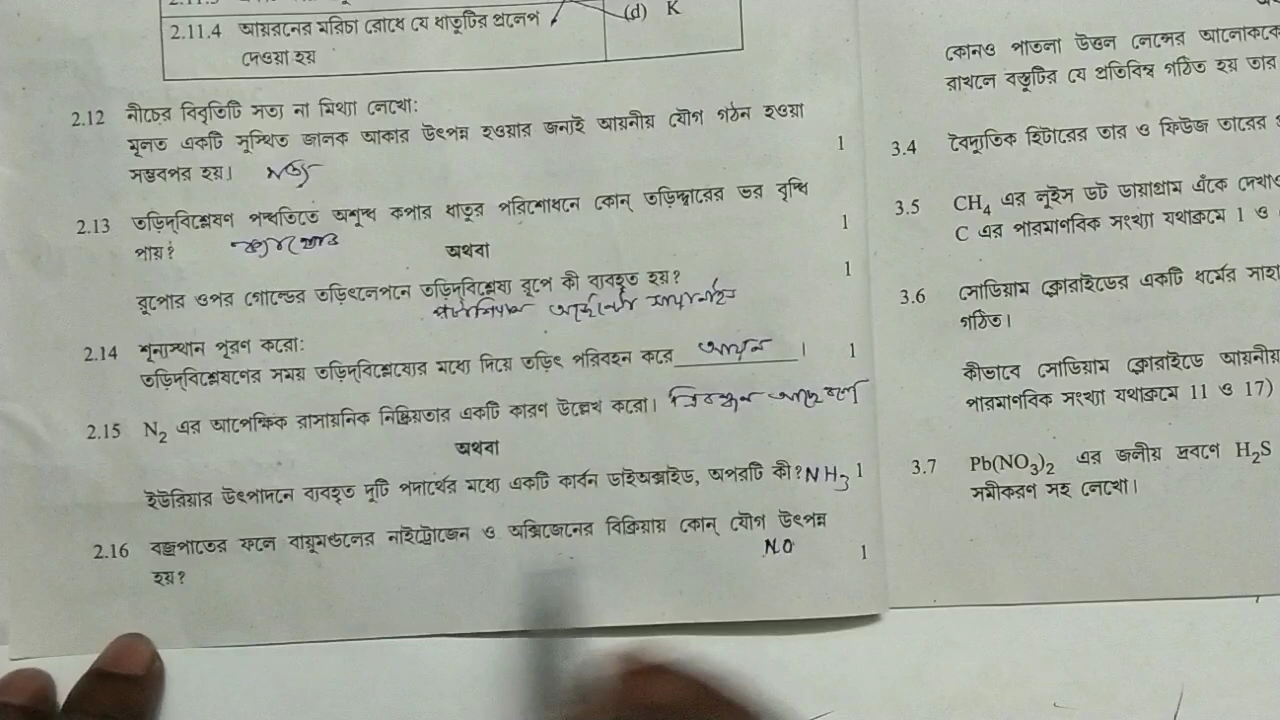 2.11.4 আয়রনের মরিচা রোধে যে ধাতুটির প্রলেপ
দেওয়া হয়
(d) K
2.12 নীচের বিবৃতিটি সত্য না মিথ্যা লেখো:
মূলত একটি সুস্থিত জালক আকার উৎপন্ন হওয়ার জন্যই আয়নীয় যৌগ গঠন হওয়া
সম্ভবপর হয়। 1
2.13 তড়িদ্‌বিশ্লেষণ পদ্ধতিতে অশুদ্ধ কপার ধাতুর পরিশোধনে কোন্ তড়িদ্দ্বারের ভর বৃদ্ধি
পায়? ক্যাথোড 1
অথবা
রূপোর ওপর গোল্ডের তড়িৎলেপনে তড়িদ্‌বিশ্লেষ্য রূপে কী ব্যবহৃত হয়? 1
2.14 শূন্যস্থান পূরণ করো:
তড়িদ্‌বিশ্লেষণের সময় তড়িদ্‌বিশ্লেষ্যের মধ্যে দিয়ে তড়িৎ পরিবহন করে আয়ন । 1
2.15 N₂ এর আপেক্ষিক রাসায়নিক নিষ্ক্রিয়তার একটি কারণ উল্লেখ করো। ত্রিবন্ধন আছে বলে
অথবা
ইউরিয়ার উৎপাদনে ব্যবহৃত দুটি পদার্থের মধ্যে একটি কার্বন ডাইঅক্সাইড, অপরটি কী? NH₃ 1
2.16 বজ্রপাতের ফলে বায়ুমণ্ডলের নাইট্রোজেন ও অক্সিজেনের বিক্রিয়ায় কোন্ যৌগ উৎপন্ন
হয়? NO 1
কোনও পাতলা উত্তল লেন্সের আলোককে
রাখলে বস্তুটির যে প্রতিবিম্ব গঠিত হয় তার
3.4 বৈদ্যুতিক হিটারের তার ও ফিউজ তারের
3.5 CH₄ এর লুইস ডট ডায়াগ্রাম এঁকে দেখাও
C এর পারমাণবিক সংখ্যা যথাক্রমে 1 ও
3.6 সোডিয়াম ক্লোরাইডের একটি ধর্মের সাহা
গঠিত।
কীভাবে সোডিয়াম ক্লোরাইডে আয়নীয়
পারমাণবিক সংখ্যা যথাক্রমে 11 ও 17)
3.7 Pb(NO₃)₂ এর জলীয় দ্রবণে H₂S
সমীকরণ সহ লেখো।